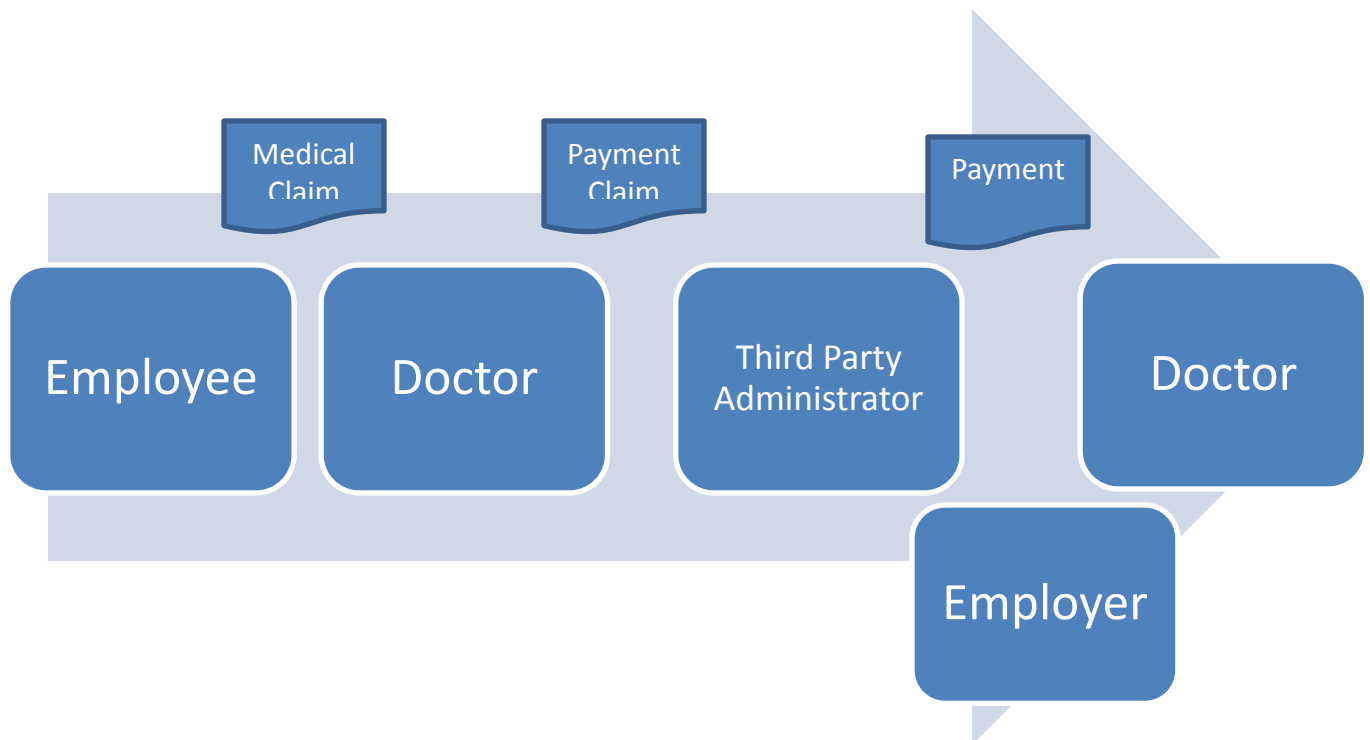 Medical
Claim
Payment
Claim
Payment
Employee
Doctor
Third Party
Administrator
Doctor
Employer